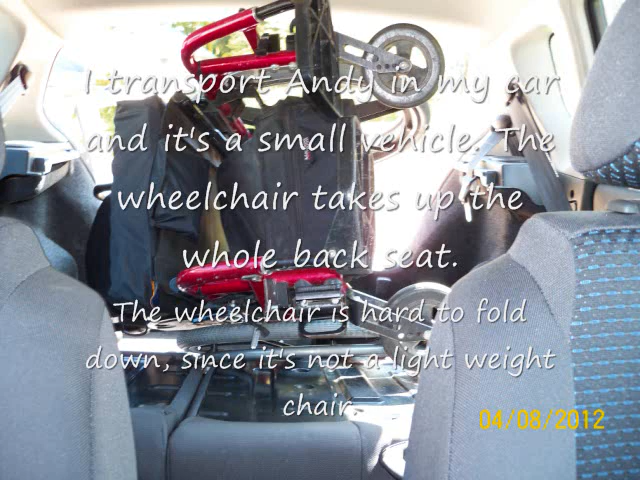 I transport Andy in my car
and it's a small vehicle. The
wheelchair takes up the
whole back seat.
The wheelchair is hard to fold
down, since it's not a light weight
chair.
04/08/2012